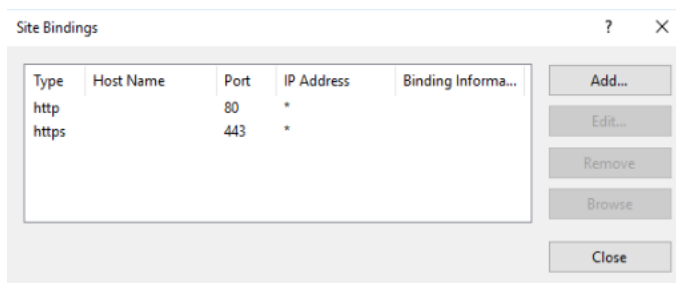 Site Bindings ? ×
Type Host Name Port IP Address Binding Informa...
http 80 *
https 443 *
Add...
Edit...
Remove
Browse
Close